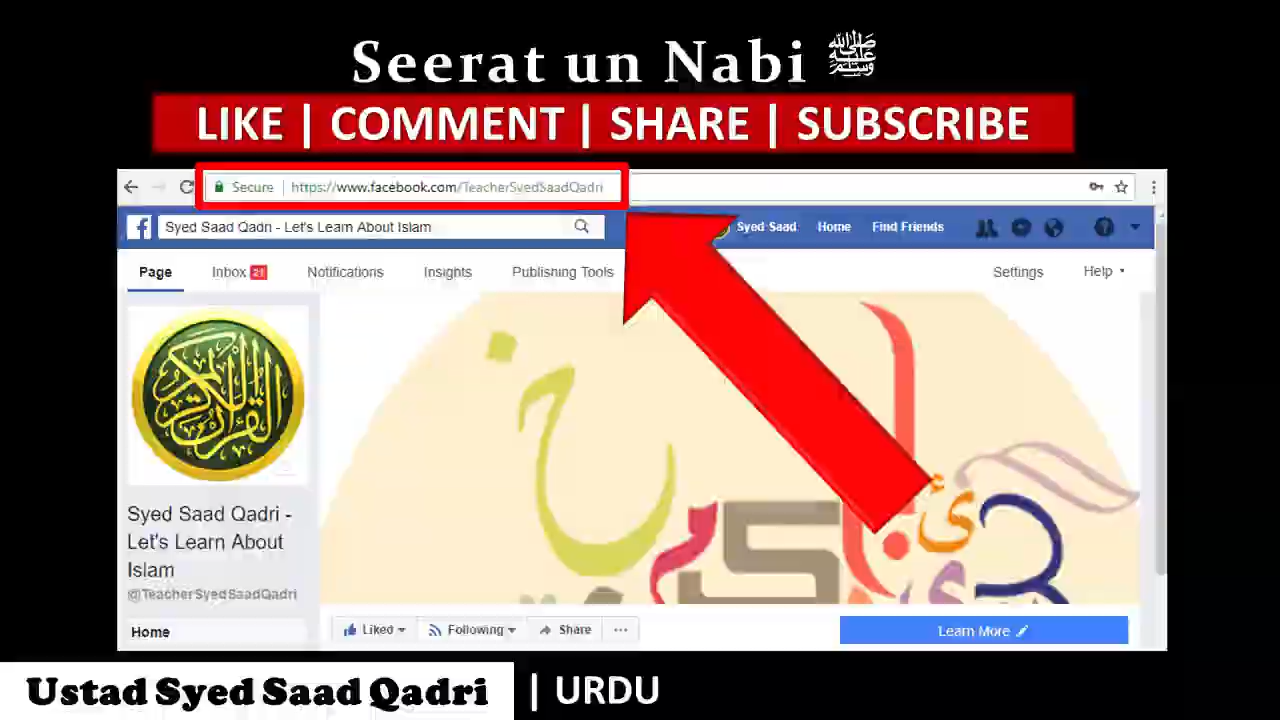 Seerat un Nabi ﷺ
LIKE | COMMENT | SHARE | SUBSCRIBE
Secure | https://www.facebook.com/TeacherSyedSaadQadri
Syed Saad Qadri - Let's Learn About Islam
Syed Saad Home Find Friends
Page Inbox 21 Notifications Insights Publishing Tools Settings Help
القرآن الكريم
Syed Saad Qadri -
Let's Learn About
Islam
@TeacherSyedSaadQadri
Home
Liked Following Share ...
Learn More
Ustad Syed Saad Qadri | URDU